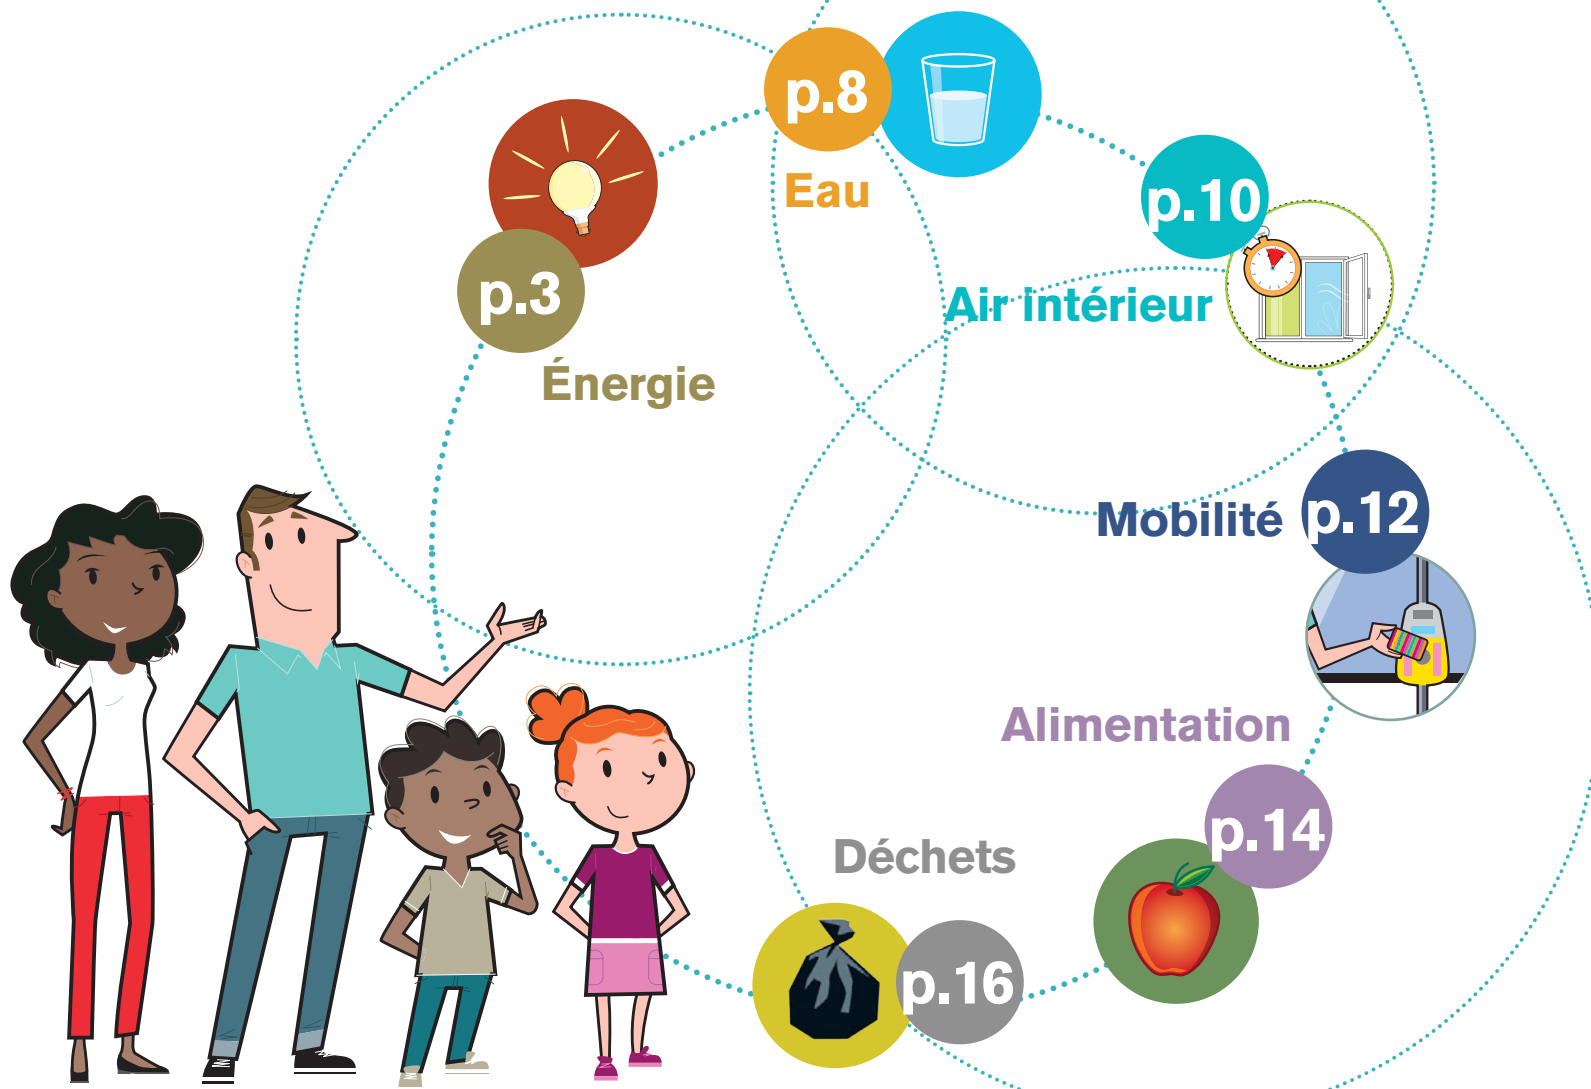 p.3
Énergie
p.8
Eau
p.10
Air intérieur
p.12
Mobilité
p.14
Alimentation
p.16
Déchets